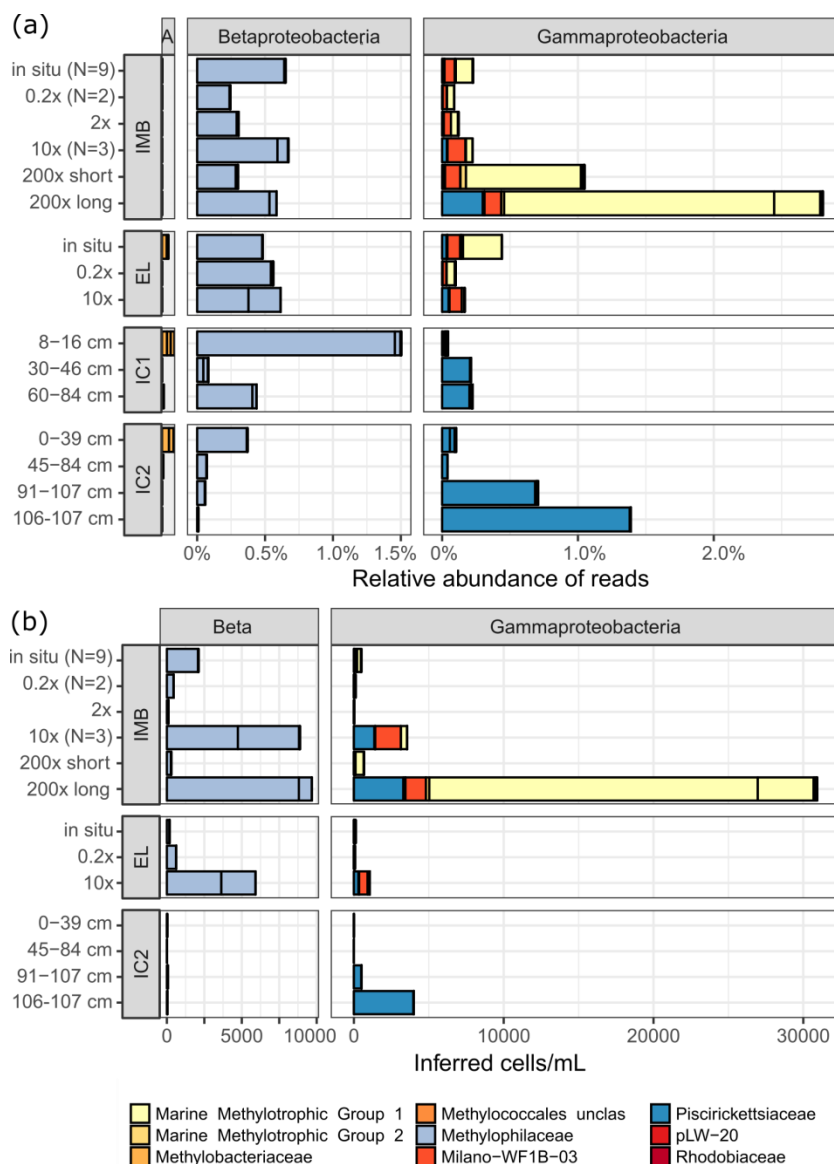 (a)
A Betaproteobacteria Gammaproteobacteria
in situ (N=9)
0.2x (N=2)
2x
10x (N=3)
200x short
200x long
IMB
in situ
0.2x
10x
EL
8−16 cm
30−46 cm
60−84 cm
IC1
0−39 cm
45−84 cm
91−107 cm
106-107 cm
IC2
0% 0.5% 1.0% 1.5% 0% 1.0% 2.0%
Relative abundance of reads
(b)
Beta Gammaproteobacteria
in situ (N=9)
0.2x (N=2)
2x
10x (N=3)
200x short
200x long
IMB
in situ
0.2x
10x
EL
0−39 cm
45−84 cm
91−107 cm
106-107 cm
IC2
0 5000 10000 0 10000 20000 30000
Inferred cells/mL
Marine Methylotrophic Group 1 Methylococcales unclas Piscirickettsiaceae
Marine Methylotrophic Group 2 Methylophilaceae pLW−20
Methylobacteriaceae Milano−WF1B−03 Rhodobiaceae